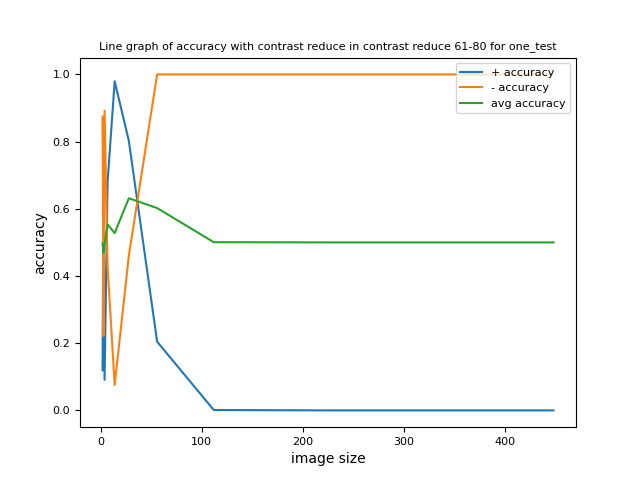 Line graph of accuracy with contrast reduce in contrast reduce 61-80 for one_test
+ accuracy
- accuracy
avg accuracy
accuracy
1.0
0.8
0.6
0.4
0.2
0.0
0 100 200 300 400
image size